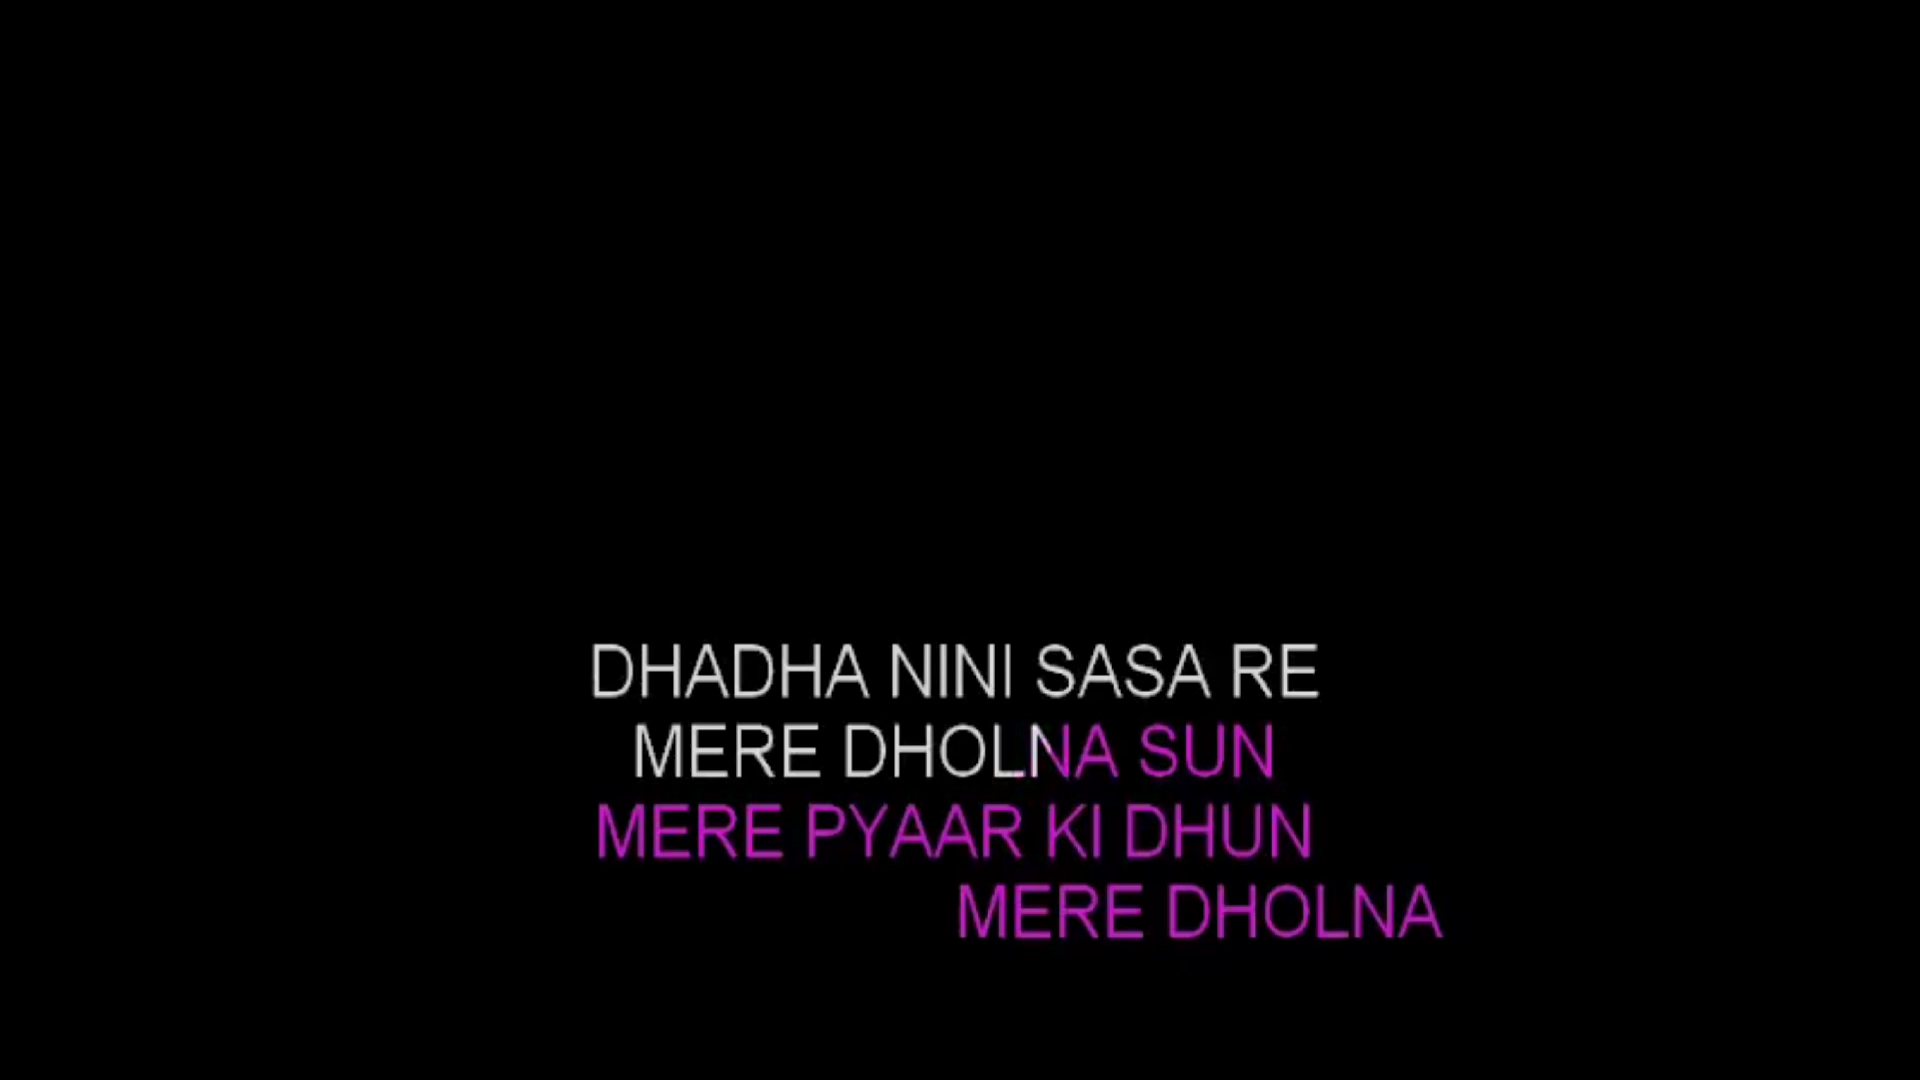 DHADHA NINI SASA RE
MERE DHOLNA SUN
MERE PYAAR KI DHUN
MERE DHOLNA